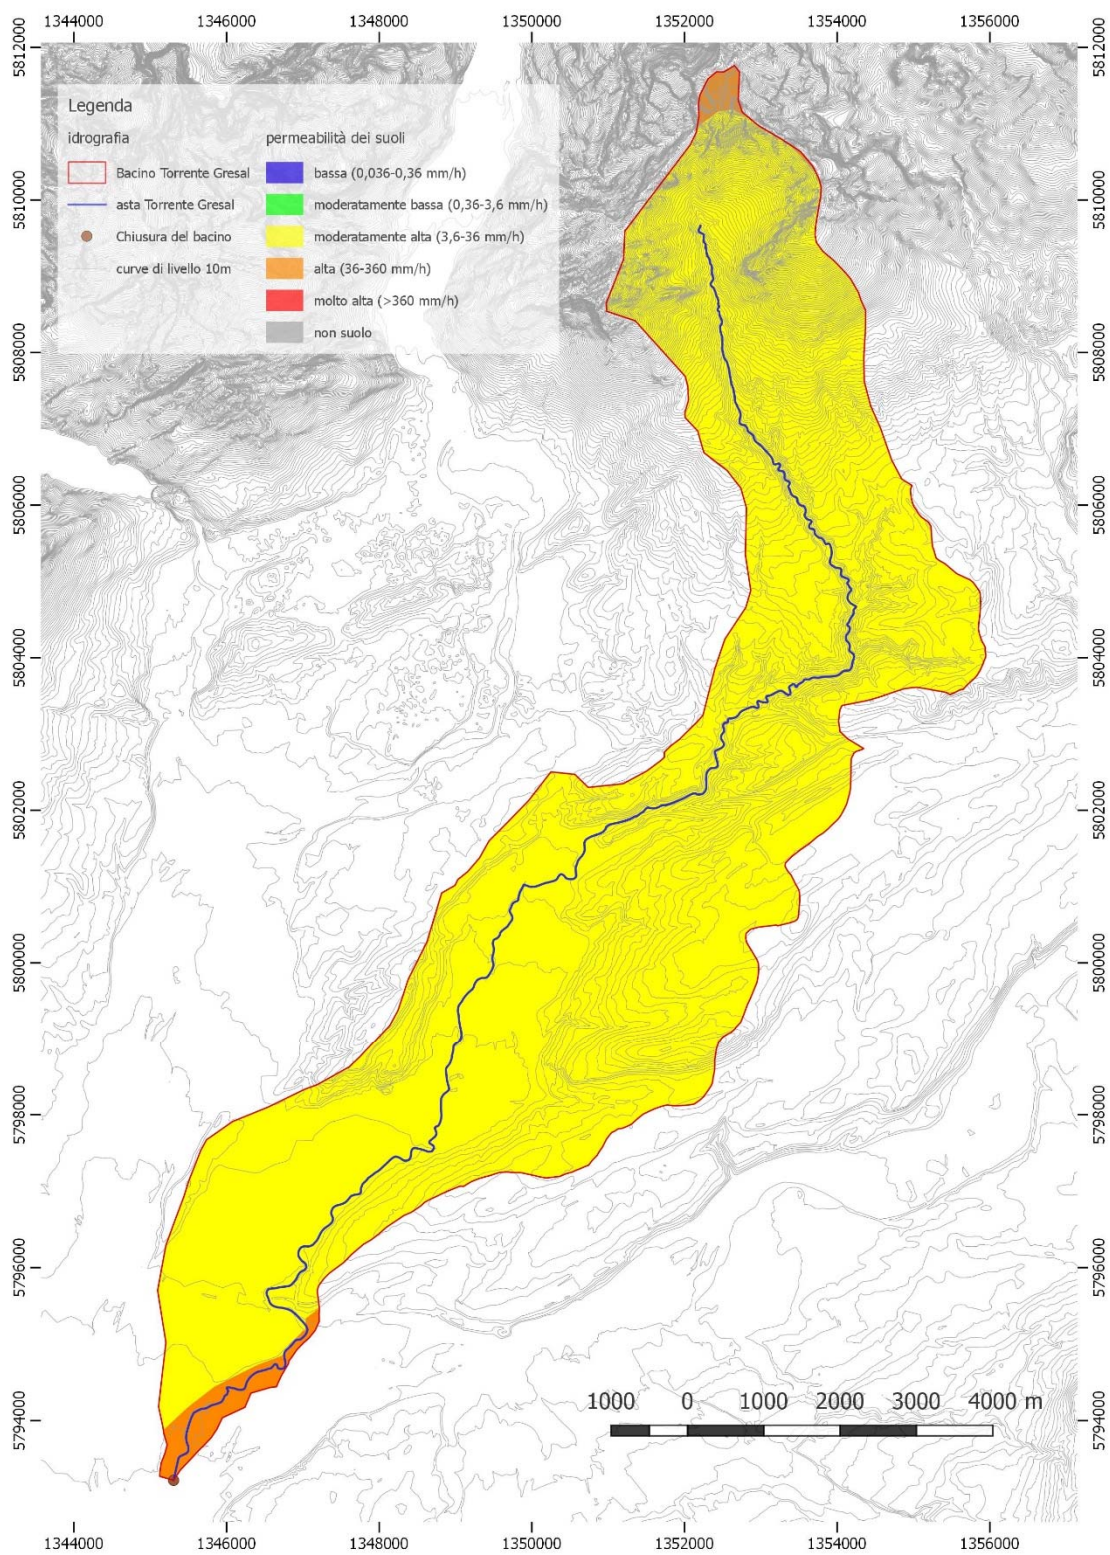 1344000 1346000 1348000 1350000 1352000 1354000 1356000
5812000 5812000
Legenda
idrografia permeabilità dei suoli
Bacino Torrente Gresal bassa (0,036-0,36 mm/h)
asta Torrente Gresal moderatamente bassa (0,36-3,6 mm/h)
5810000 5810000
Chiusura del bacino moderatamente alta (3,6-36 mm/h)
curve di livello 10m alta (36-360 mm/h)
molto alta (>360 mm/h)
non suolo
5808000 5808000
5806000 5806000
5804000 5804000
5802000 5802000
5800000 5800000
5798000 5798000
5796000 5796000
5794000 5794000
1000 0 1000 2000 3000 4000 m
1344000 1346000 1348000 1350000 1352000 1354000 1356000